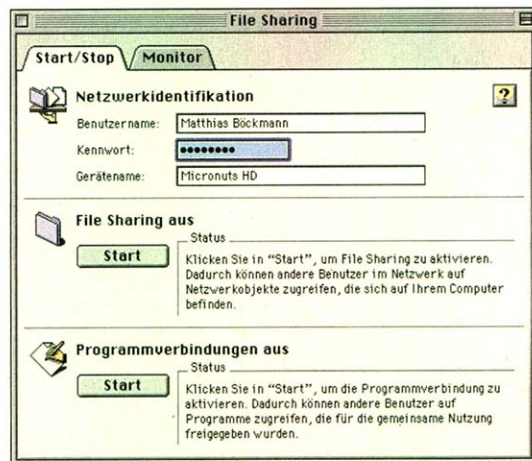 File Sharing
Start/Stop
Monitor
Netzwerkidentifikation
?
Benutzername: Matthias Böckmann
Kennwort: ••••••••
Gerätename: Micronuts HD
File Sharing aus
Start
Status
Klicken Sie in “Start”, um File Sharing zu aktivieren.
Dadurch können andere Benutzer im Netzwerk auf
Netzwerkobjekte zugreifen, die sich auf Ihrem Computer
befinden.
Programmverbindungen aus
Start
Status
Klicken Sie in “Start”, um die Programmverbindung zu
aktivieren. Dadurch können andere Benutzer auf
Programme zugreifen, die für die gemeinsame Nutzung
freigegeben wurden.